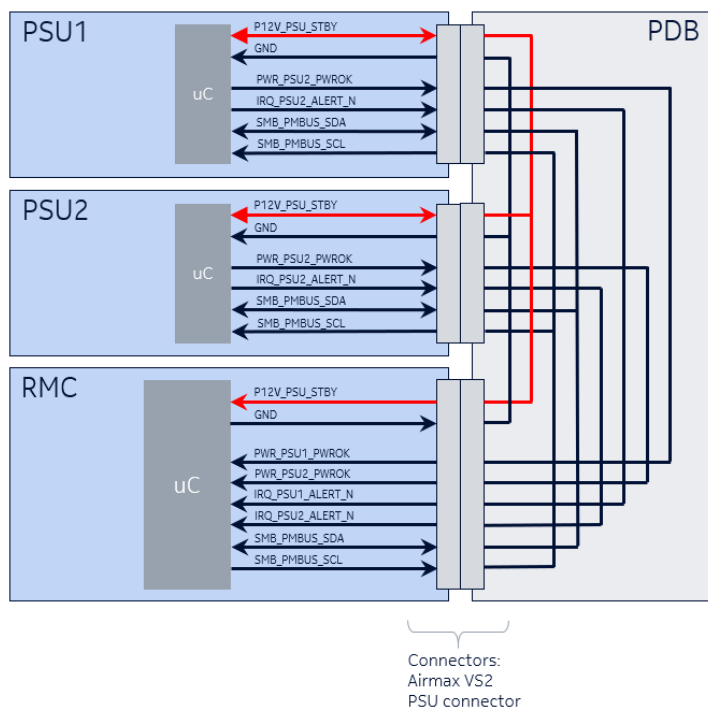 PSU1
PDB
P12V_PSU_STBY
GND
uC
PWR_PSU2_PWROK
IRQ_PSU2_ALERT_N
SMB_PMBUS_SDA
SMB_PMBUS_SCL
PSU2
P12V_PSU_STBY
GND
uC
PWR_PSU2_PWROK
IRQ_PSU2_ALERT_N
SMB_PMBUS_SDA
SMB_PMBUS_SCL
RMC
P12V_PSU_STBY
GND
uC
PWR_PSU1_PWROK
PWR_PSU2_PWROK
IRQ_PSU1_ALERT_N
IRQ_PSU2_ALERT_N
SMB_PMBUS_SDA
SMB_PMBUS_SCL
Connectors:
Airmax VS2
PSU connector